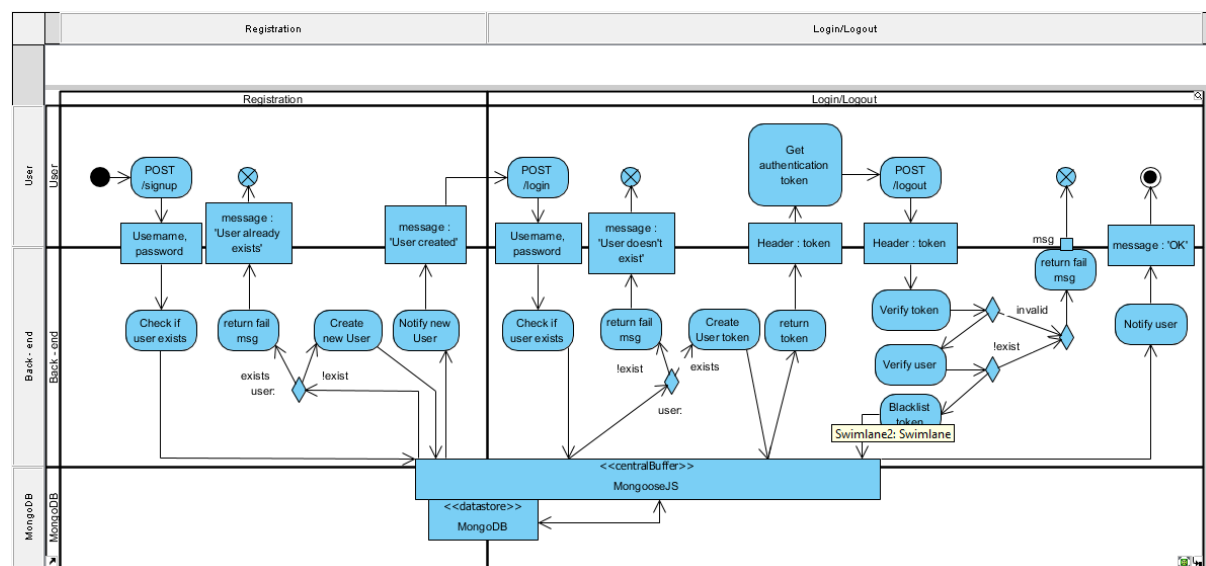 Registration
Login/Logout
Registration
Login/Logout
User
User
POST
/signup
POST
/login
Get
authentication
token
POST
/logout
Username,
password
message :
'User already
exists'
message :
'User created'
Username,
password
message :
'User doesn't
exist'
Header : token
Header : token
msg
message : 'OK'
Back - end
Back - end
Check if
user exists
return fail
msg
Create
new User
Notify new
User
Check if
user exists
return fail
msg
Create
User token
return
token
Verify token
invalid
return fail
msg
Notify user
exists
user:
!exist
!exist
exists
user:
Verify user
!exist
Blacklist
token
Swimlane2: Swimlane
MongoDB
MongoDB
<<centralBuffer>>
MongooseJS
<<datastore>>
MongoDB